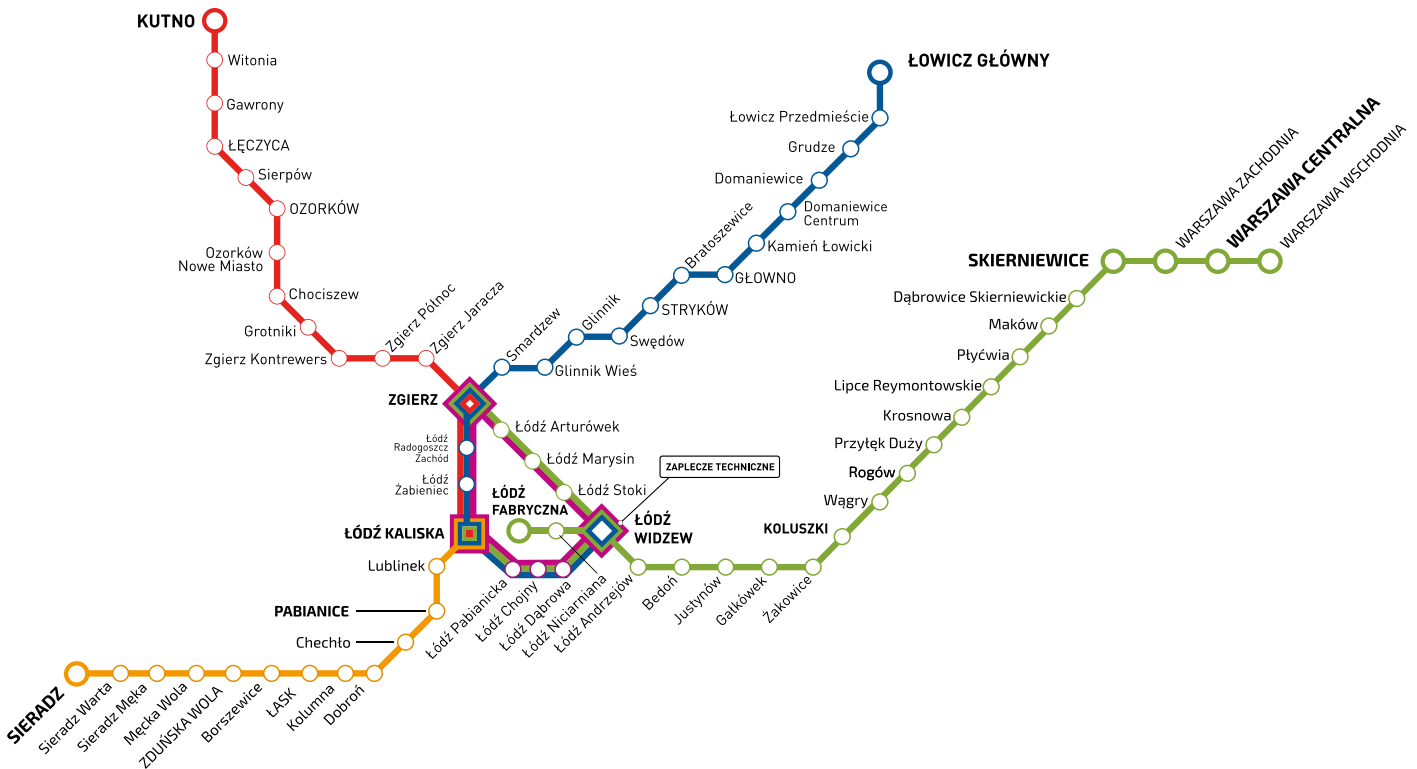 KUTNO
Witonia
Gawrony
ŁĘCZYCA
Sierpów
OZORKÓW
Ozorków
Nowe Miasto
Chociszew
Grotniki
Zgierz Kontrewers
Zgierz Północ
Zgierz Jaracza
ZGIERZ
Łódź
Radogoszcz
Zachód
Łódź
Żabieniec
ŁÓDŹ KALISKA
ŁOWICZ GŁÓWNY
Łowicz Przedmieście
Grudze
Domaniewice
Domaniewice
Centrum
Kamień Łowicki
GŁOWNO
Bratoszewice
STRYKÓW
Swędów
Glinnik
Glinnik Wieś
Smardzew
Łódź Arturówek
Łódź Marysin
Łódź Stoki
ZAPLECZE TECHNICZNE
ŁÓDŹ
FABRYCZNA
ŁÓDŹ
WIDZEW
WARSZAWA ZACHODNIA
WARSZAWA CENTRALNA
WARSZAWA WSCHODNIA
SKIERNIEWICE
Dąbrowice Skierniewickie
Maków
Płyćwia
Lipce Reymontowskie
Krosnowa
Przyłęk Duży
Rogów
Wągry
KOLUSZKI
Żakowice
Gałkówek
Justynów
Bedoń
Łódź Andrzejów
Łódź Niciarniana
Łódź Dąbrowa
Łódź Chojny
Łódź Pabianicka
Lublinek
PABIANICE
Chechło
Dobroń
Kolumna
ŁASK
Borszewice
ZDUŃSKA WOLA
Męcka Wola
Sieradz Męka
Sieradz Warta
SIERADZ